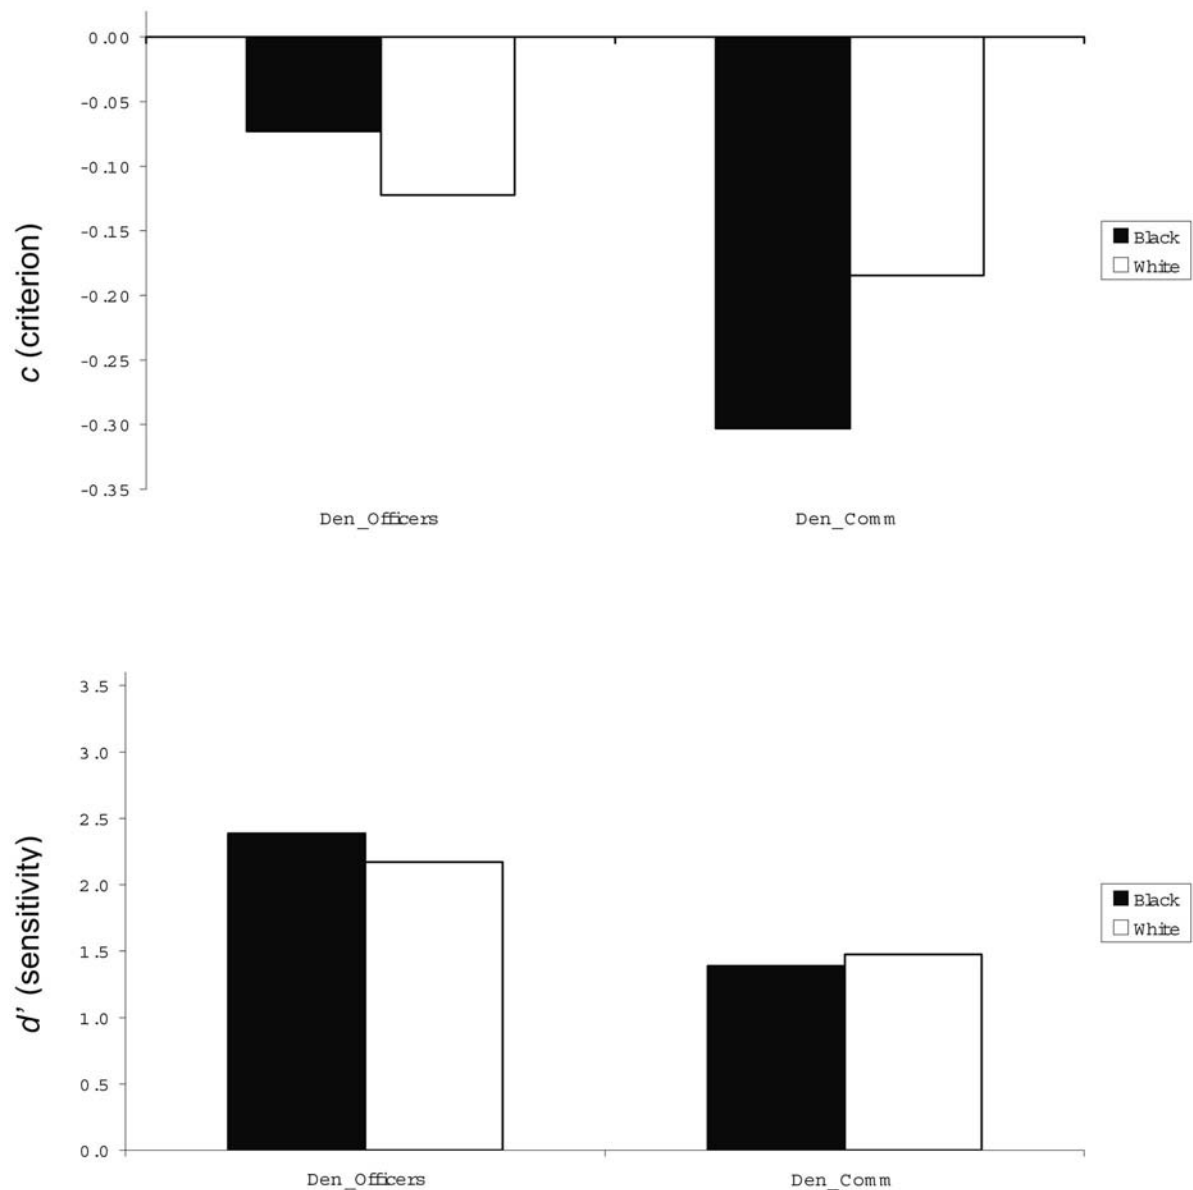 0.00
-0.05
-0.10
-0.15
-0.20
-0.25
-0.30
-0.35
c (criterion)
Black
White
Den_Officers Den_Comm
3.5
3.0
2.5
2.0
1.5
1.0
0.5
0.0
d' (sensitivity)
Black
White
Den_Officers Den_Comm